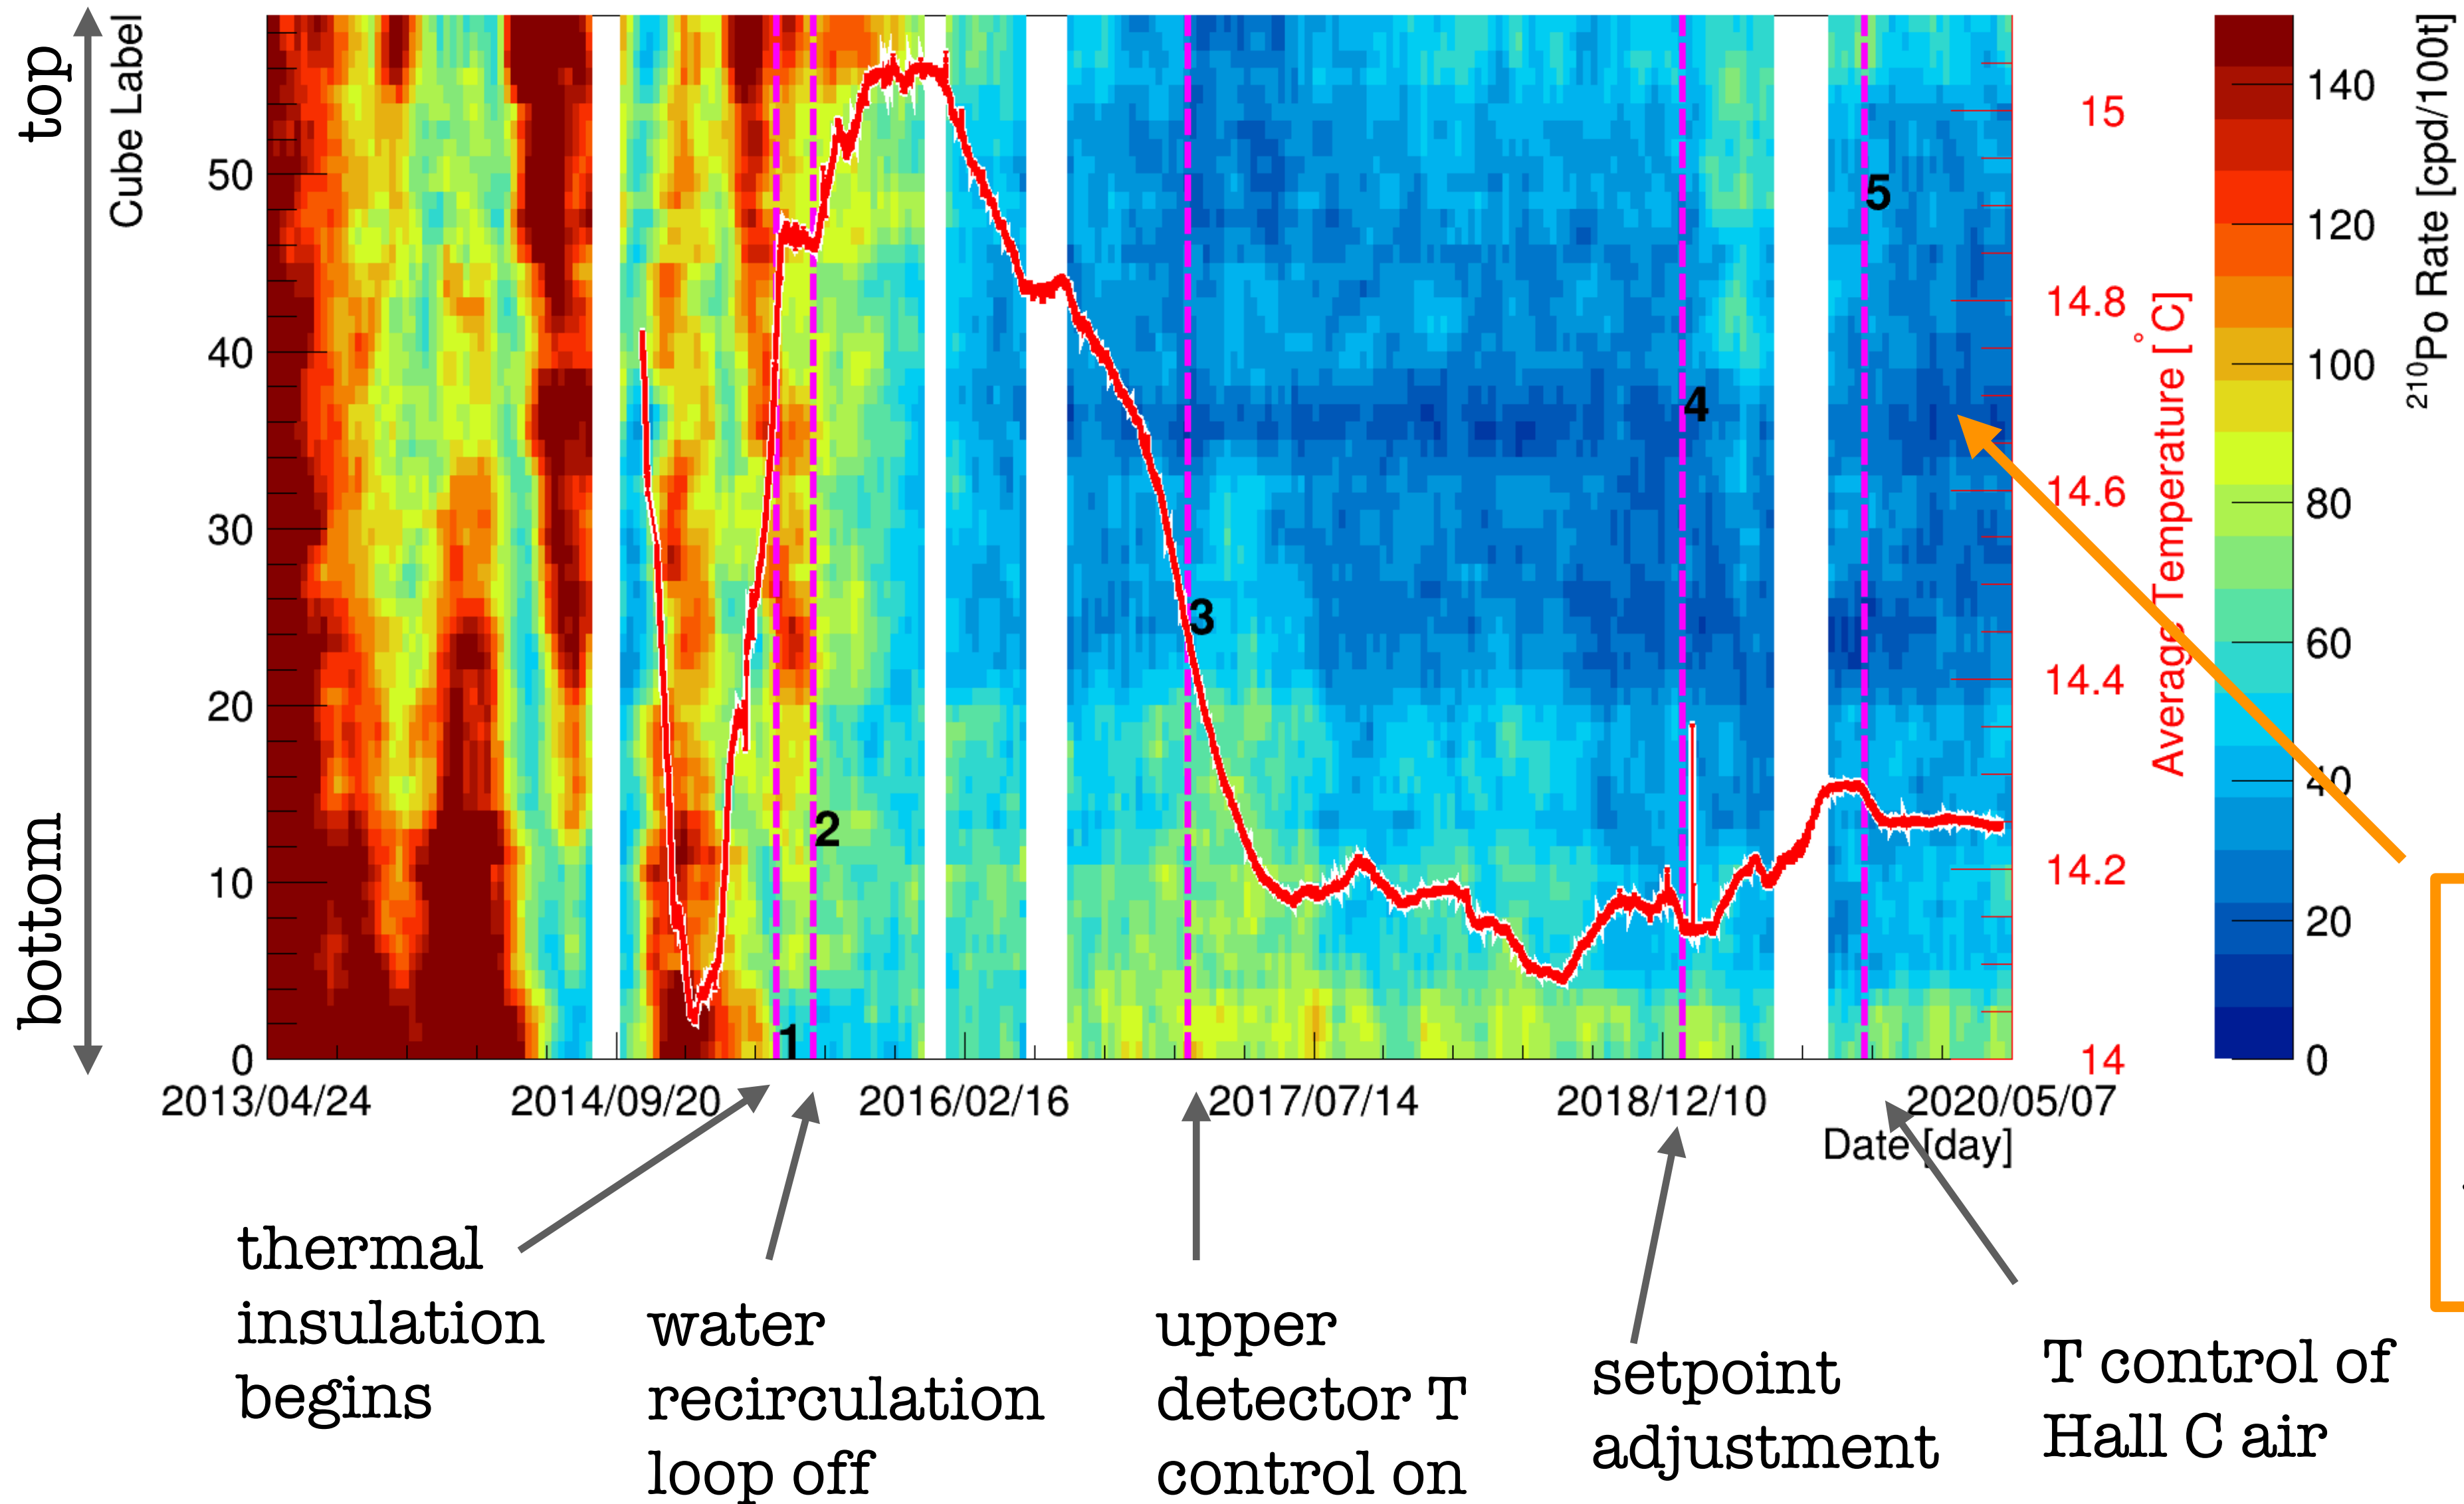 top
bottom
Cube Label
50
40
30
20
10
0
1
2
3
4
5
15
14.8
14.6
14.4
14.2
14
Average Temperature [°C]
140
120
100
80
60
40
20
0
²¹⁰Po Rate [cpd/100t]
2013/04/24
2014/09/20
2016/02/16
2017/07/14
2018/12/10
2020/05/07
Date [day]
thermal
insulation
begins
water
recirculation
loop off
upper
detector T
control on
setpoint
adjustment
T control of
Hall C air